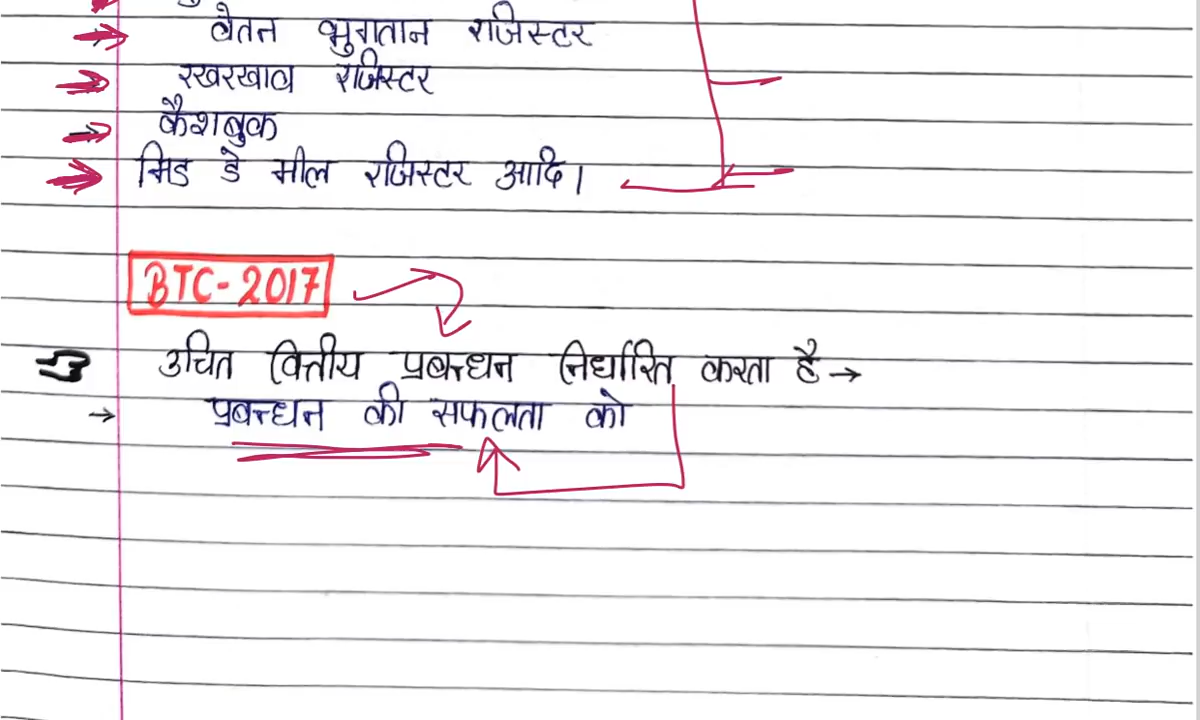 वेतन भुगतान रजिस्टर
रखरखाव रजिस्टर
कैशबुक
मिड डे मील रजिस्टर आदि।
BTC-2017
उचित वित्तीय प्रबन्धन निर्धारित करता है →
→ प्रबन्धन की सफलता को